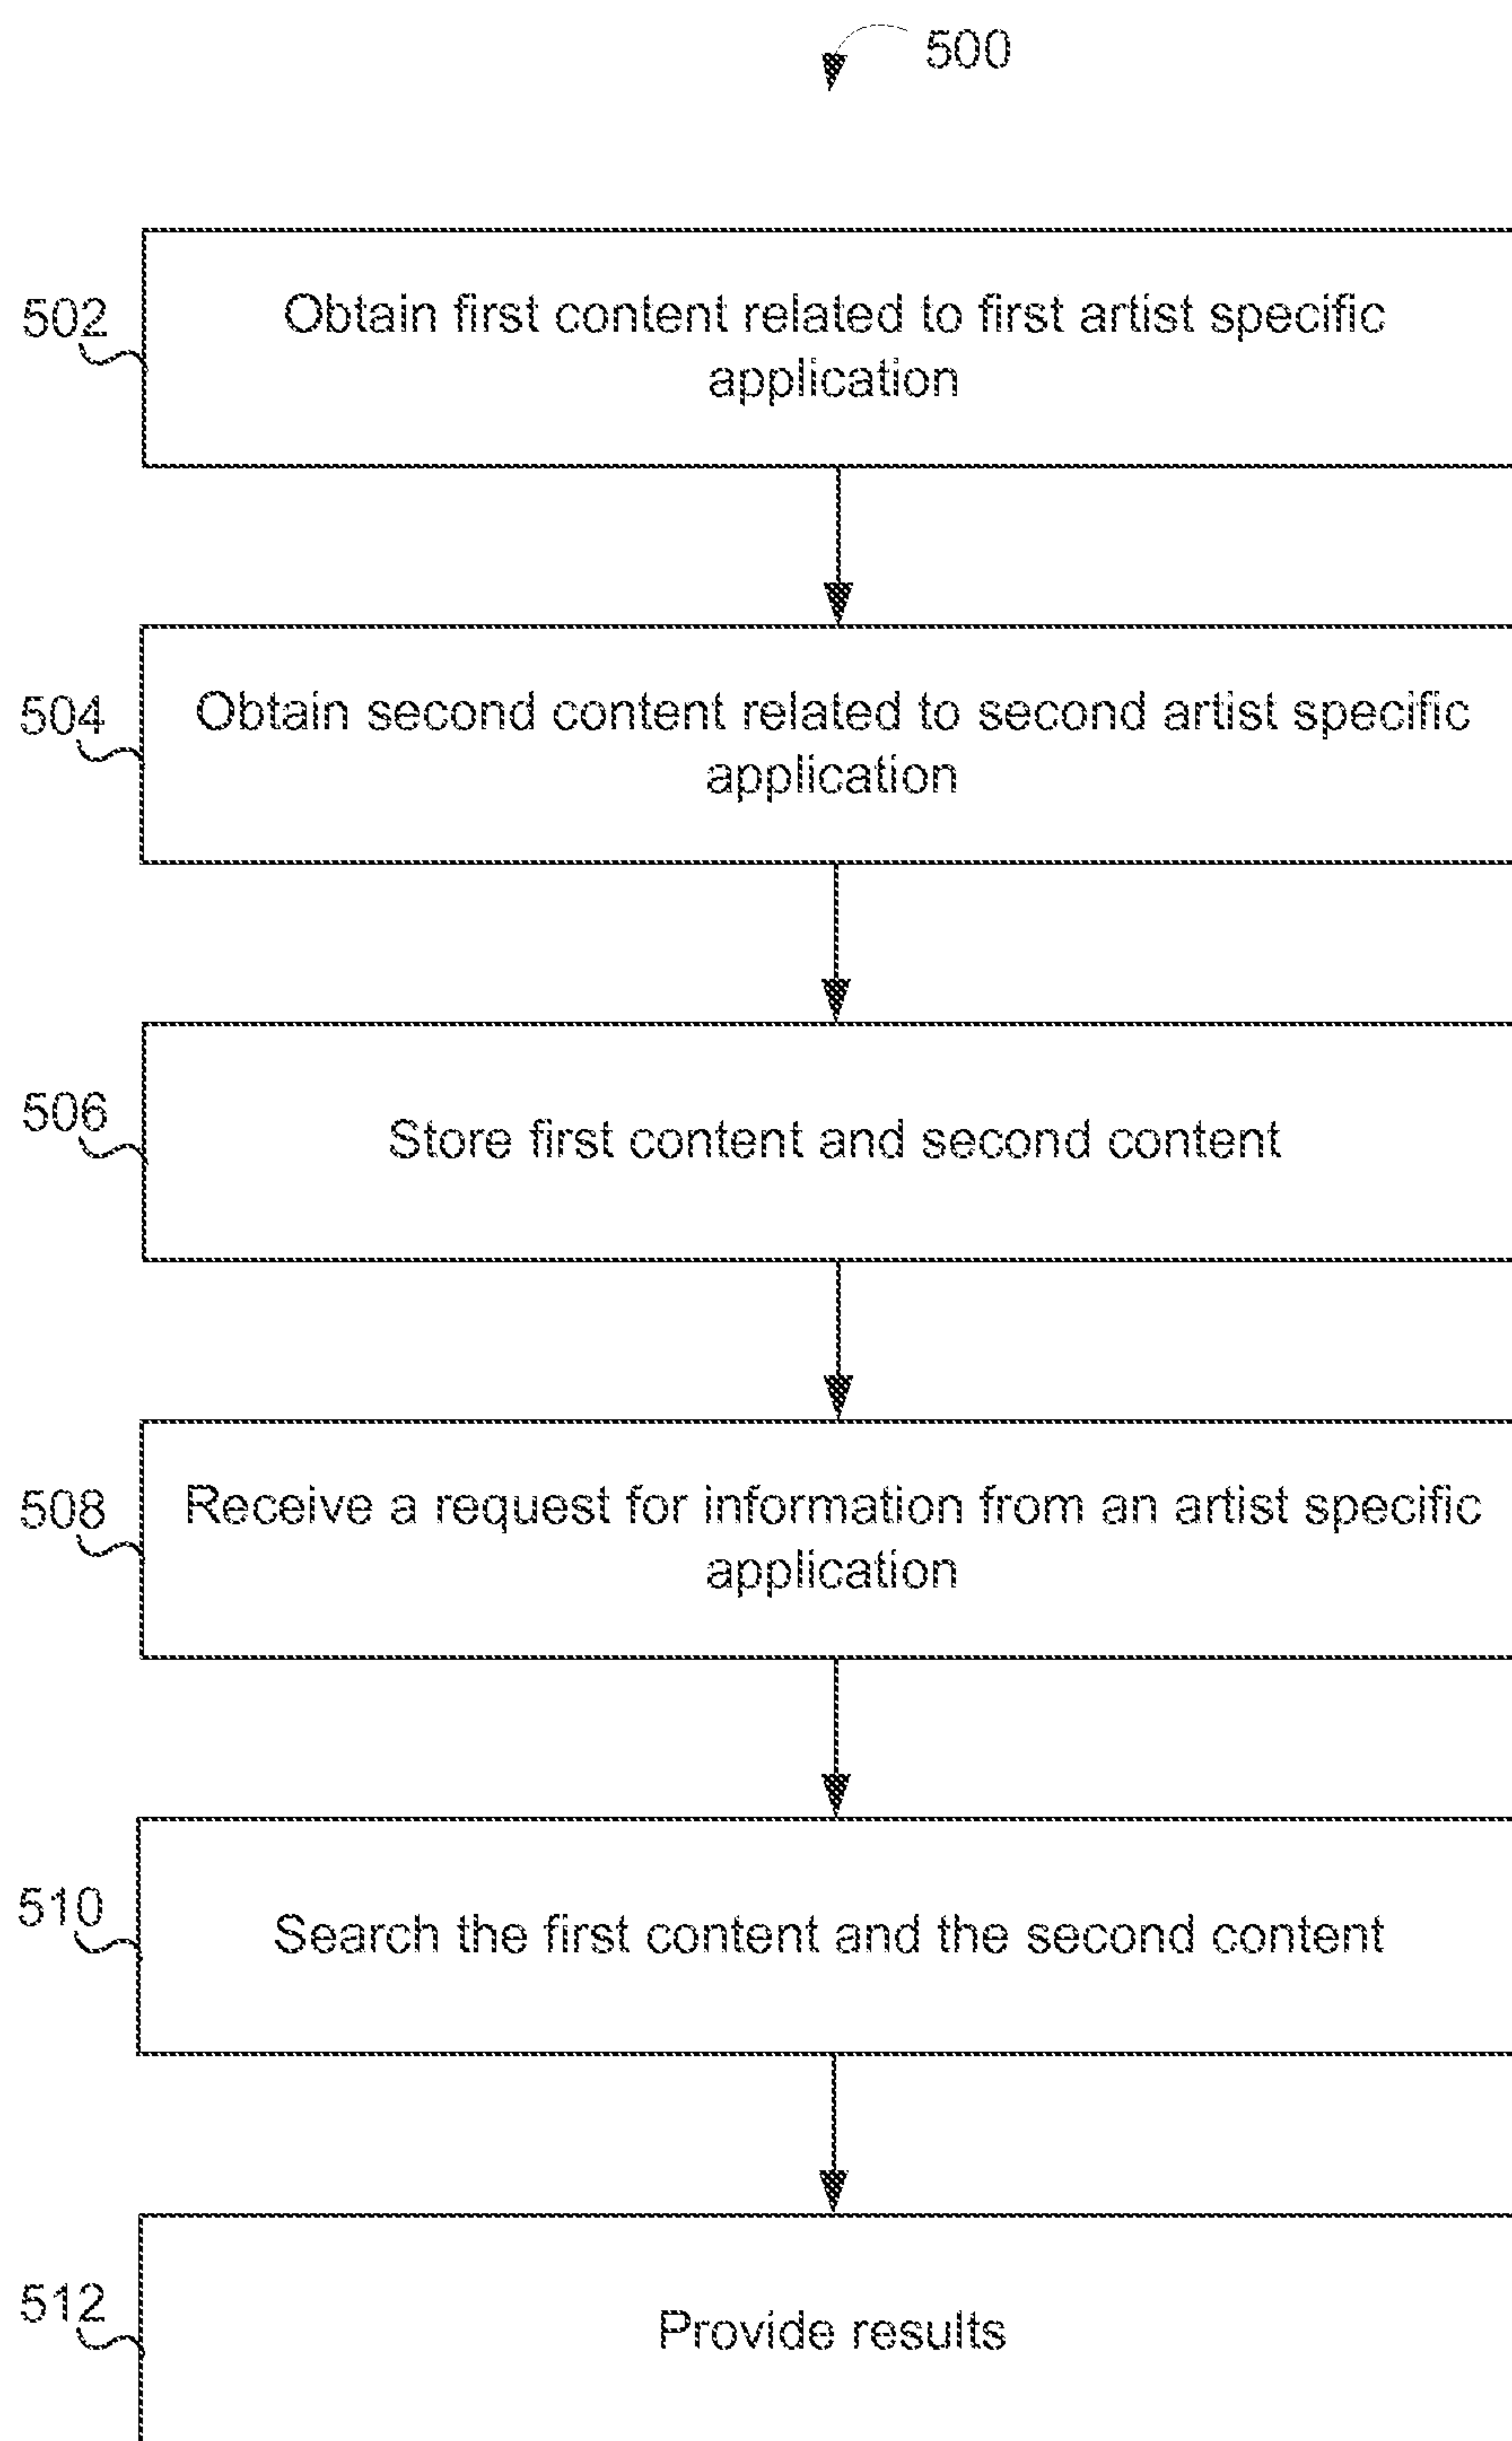 500
502
Obtain first content related to first artist specific
application
504
Obtain second content related to second artist specific
application
506
Store first content and second content
508
Receive a request for information from an artist specific
application
510
Search the first content and the second content
512
Provide results